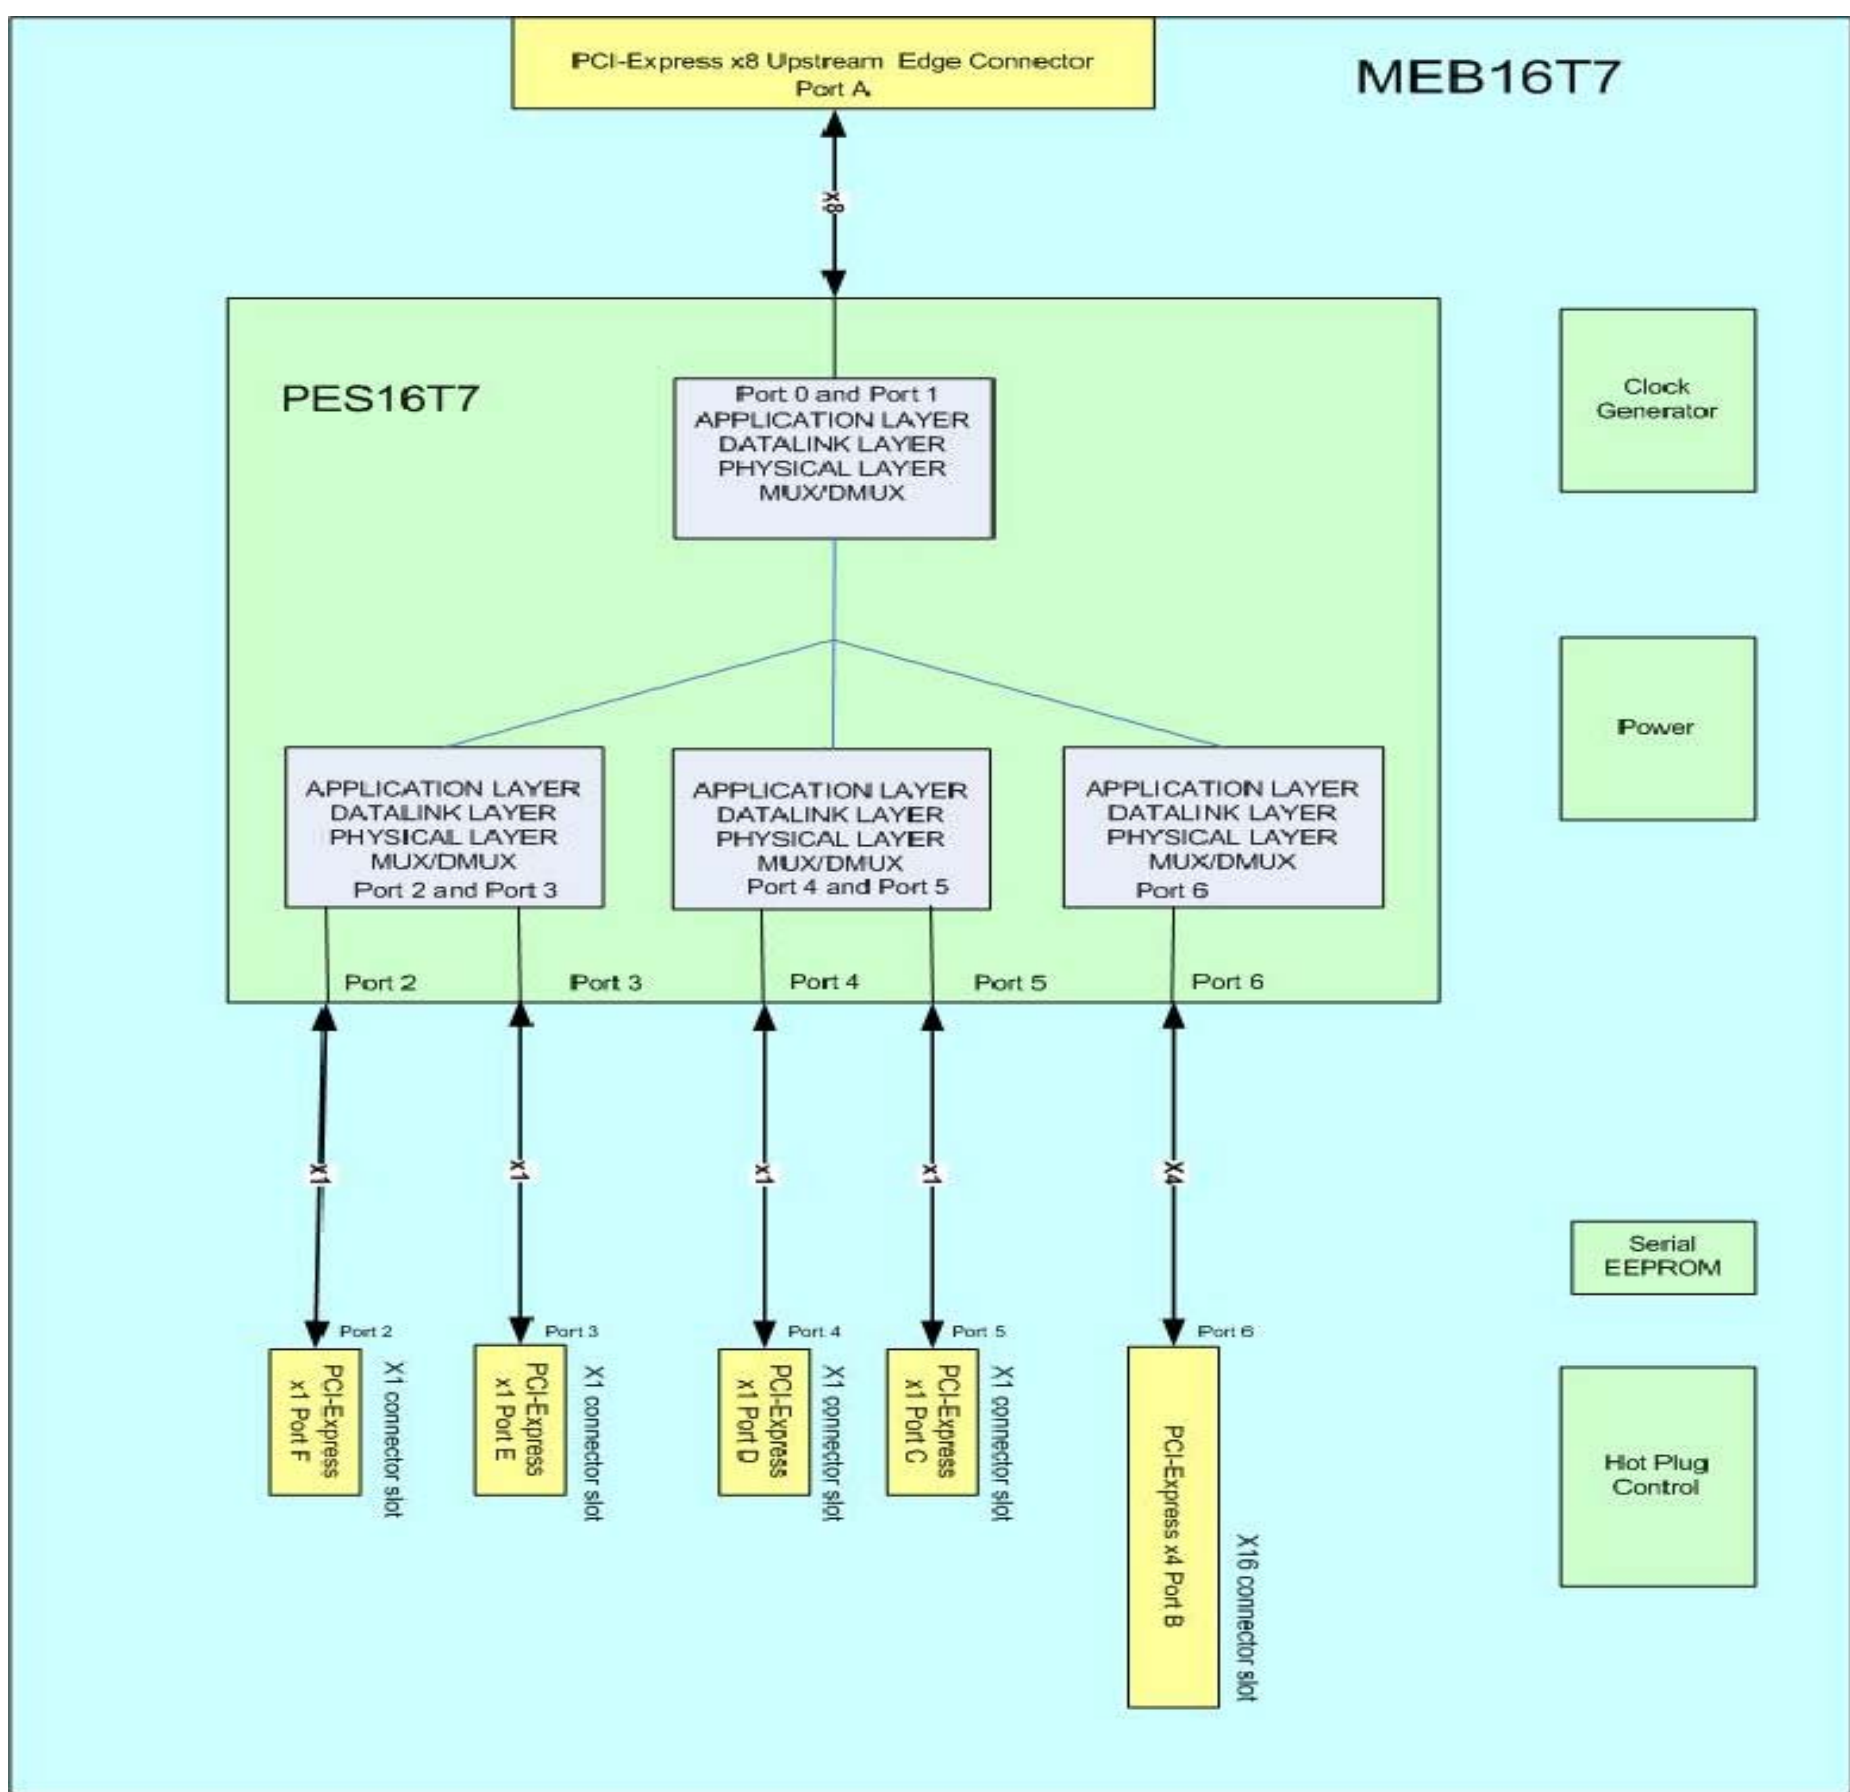 PCI-Express x8 Upstream Edge Connector
Port A
MEB16T7
x8
PES16T7
Port 0 and Port 1
APPLICATION LAYER
DATALINK LAYER
PHYSICAL LAYER
MUX/DMUX
Clock
Generator
Power
APPLICATION LAYER
DATALINK LAYER
PHYSICAL LAYER
MUX/DMUX
Port 2 and Port 3
APPLICATION LAYER
DATALINK LAYER
PHYSICAL LAYER
MUX/DMUX
Port 4 and Port 5
APPLICATION LAYER
DATALINK LAYER
PHYSICAL LAYER
MUX/DMUX
Port 6
Port 2
Port 3
Port 4
Port 5
Port 6
x1
x1
x1
x1
X4
Serial
EEPROM
Port 2
Port 3
Port 4
Port 5
Port 6
PCI-Express
x1 Port F
X1 connector slot
PCI-Express
x1 Port E
X1 connector slot
PCI-Express
x1 Port D
X1 connector slot
PCI-Express
x1 Port C
X1 connector slot
PCI-Express x4 Port B
X16 connector slot
Hot Plug
Control